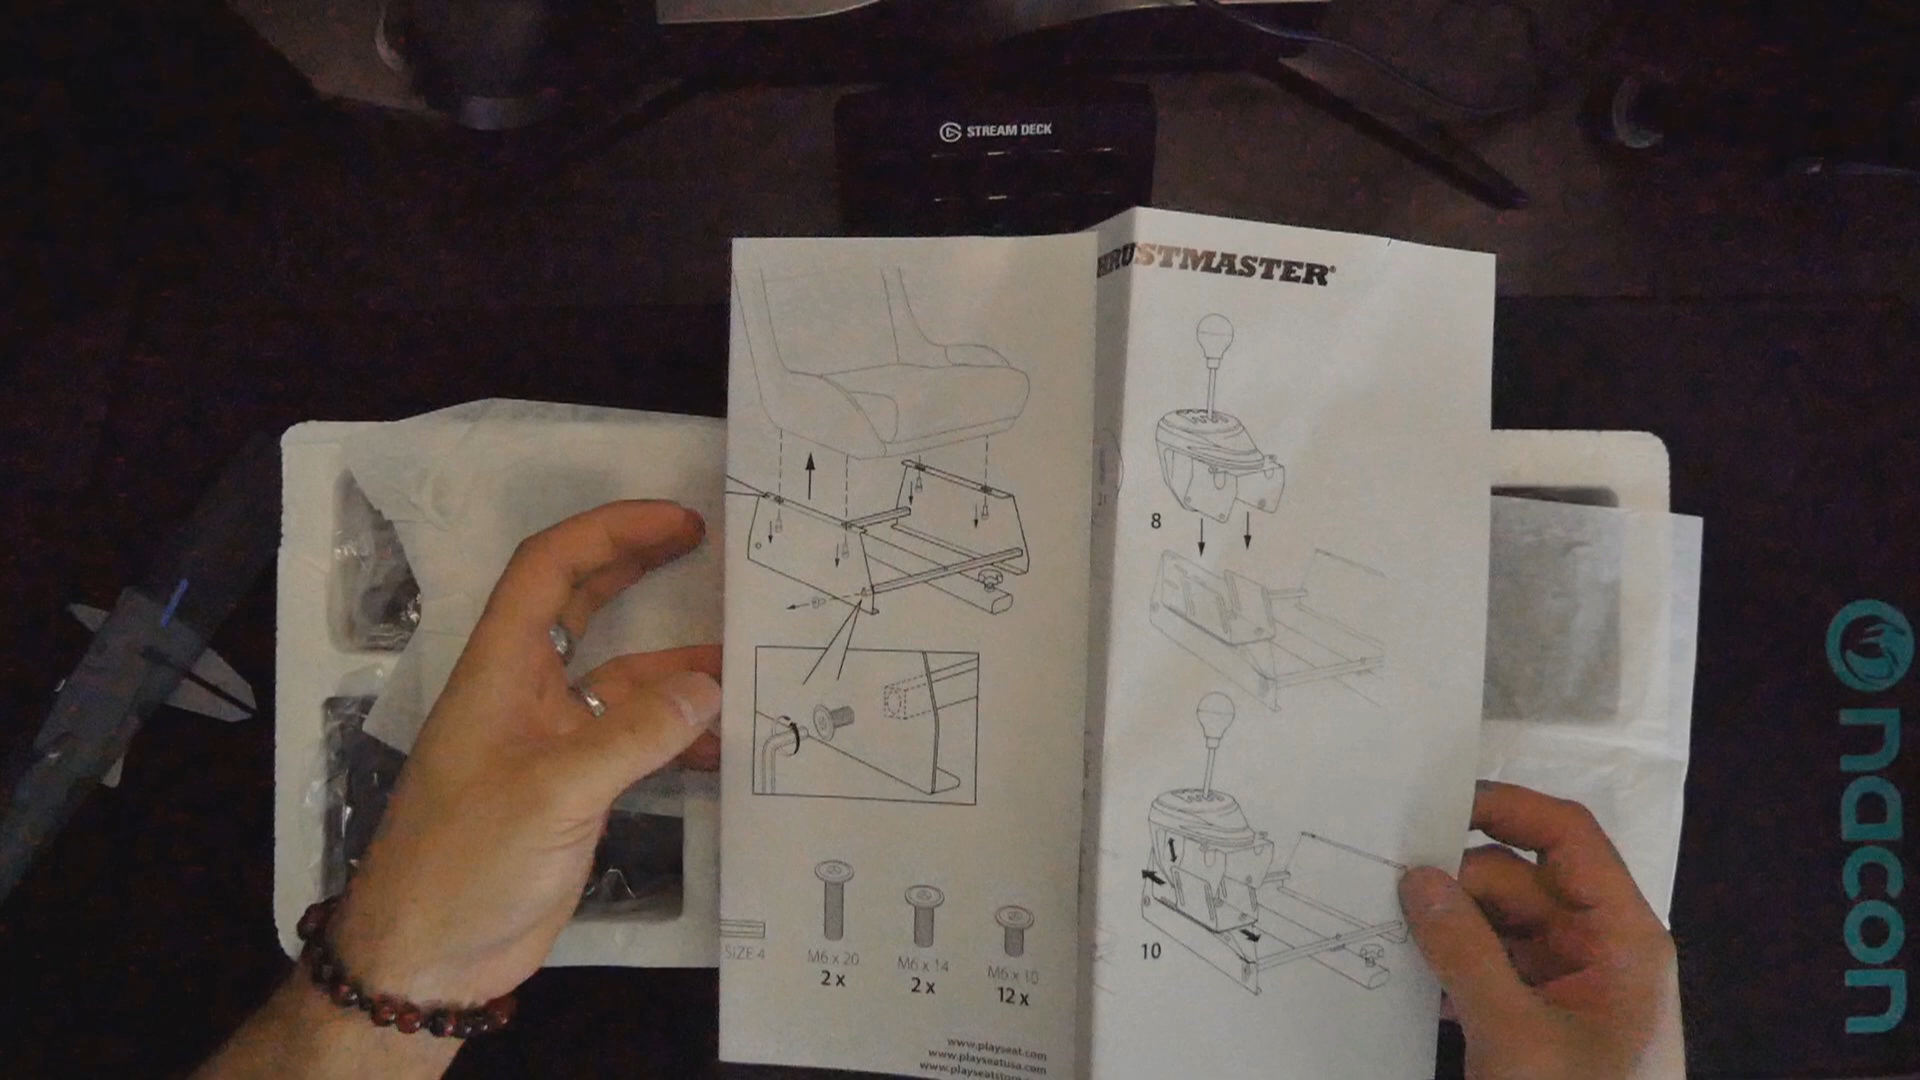 STREAM DECK
SIZE 4
M6 x 20
2 x
M6 x 14
2 x
M6 x 10
12 x
www.playseat.com
www.playseatusa.com
HRUSTMASTER®
8
10
nacon